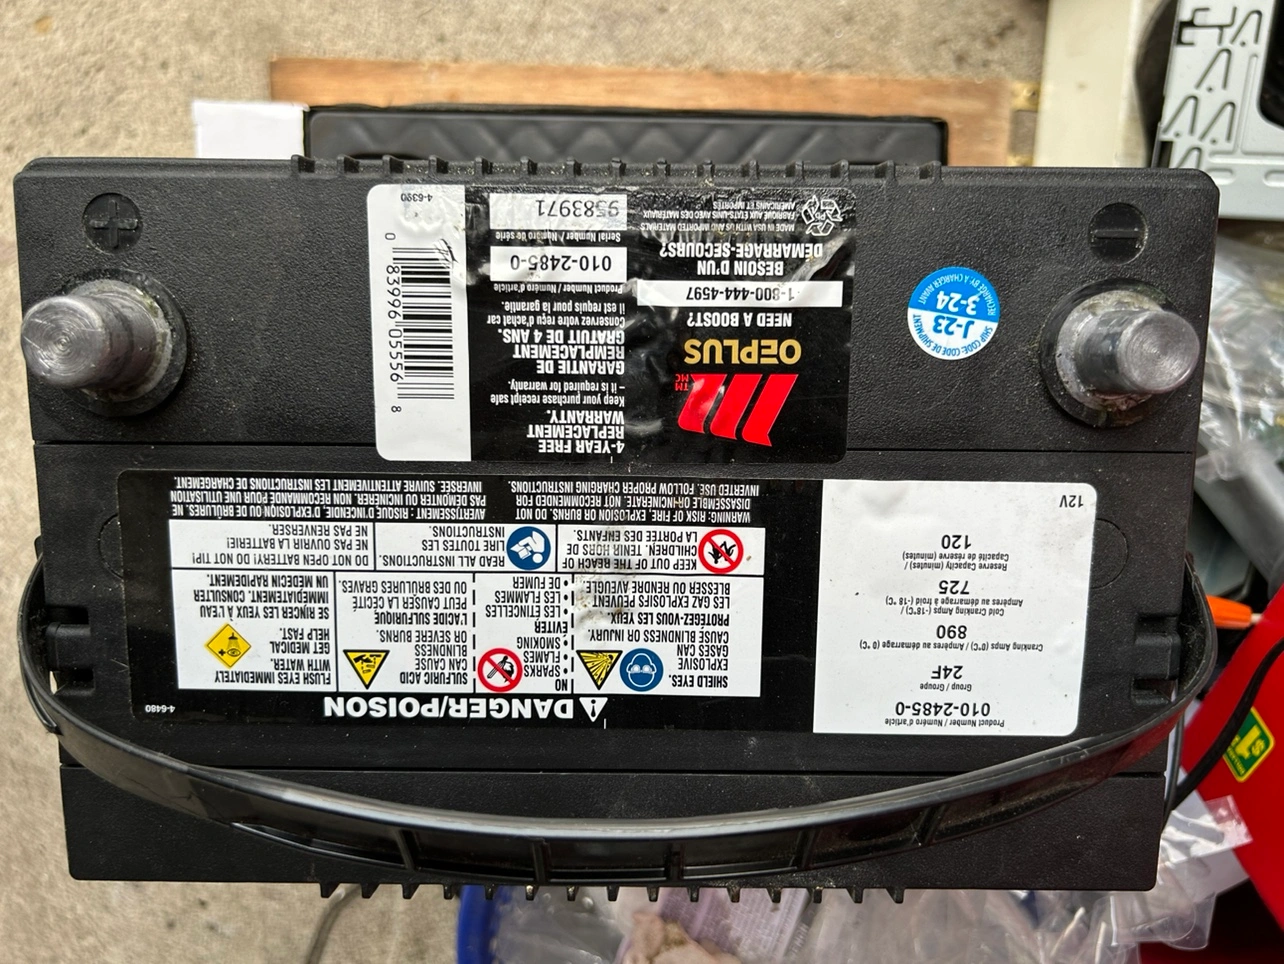 Product Number / Numéro d'article
010-2485-0
Group / Groupe
24F
Cranking Amps (0°C) / Ampères au démarrage (0 °C)
890
Cold Cranking Amps (-18°C) /
Ampères au démarrage à froid (-18 °C)
725
Reserve Capacity (minutes) /
Capacité de réserve (minutes)
120
12V
DANGER/POISON
4-6480
SHIELD EYES.
EXPLOSIVE
GASES CAN
CAUSE BLINDNESS OR INJURY.
PROTÉGEZ-VOUS LES YEUX.
LES GAZ EXPLOSIFS PEUVENT
BLESSER OU RENDRE AVEUGLE.
NO
• SPARKS
• FLAMES
• SMOKING
ÉVITER
• LES ÉTINCELLES
• LES FLAMMES
• DE FUMER
SULFURIC ACID
CAN CAUSE
BLINDNESS
OR SEVERE BURNS.
L'ACIDE SULFURIQUE
PEUT CAUSER LA CÉCITÉ
OU DES BRÛLURES GRAVES.
FLUSH EYES IMMEDIATELY
WITH WATER.
GET MEDICAL
HELP FAST.
SE RINCER LES YEUX À L'EAU
IMMÉDIATEMENT. CONSULTER
UN MÉDECIN RAPIDEMENT.
KEEP OUT OF THE REACH OF
CHILDREN. TENIR HORS DE
LA PORTÉE DES ENFANTS.
READ ALL INSTRUCTIONS.
LIRE TOUTES LES
INSTRUCTIONS.
DO NOT OPEN BATTERY! DO NOT TIP!
NE PAS OUVRIR LA BATTERIE!
NE PAS RENVERSER.
WARNING: RISK OF FIRE, EXPLOSION OR BURNS. DO NOT
DISASSEMBLE OR INCINERATE. NOT RECOMMENDED FOR
INVERTED USE. FOLLOW PROPER CHARGING INSTRUCTIONS.
AVERTISSEMENT : RISQUE D'INCENDIE, D'EXPLOSION OU DE BRÛLURES. NE
PAS DÉMONTER OU INCINÉRER. NON RECOMMANDÉ POUR UNE UTILISATION
INVERSÉE. SUIVRE ATTENTIVEMENT LES INSTRUCTIONS DE CHARGEMENT.
TM
MC
OEPLUS
NEED A BOOST?
1-800-444-4597
BESOIN D'UN
DÉMARRAGE-SECOURS?
MADE IN USA WITH USA AND IMPORTED MATERIALS
FABRIQUÉ AUX ÉTATS-UNIS AVEC DES MATÉRIAUX
AMÉRICAINS ET IMPORTÉS
Pb
4-YEAR FREE
REPLACEMENT
WARRANTY.
Keep your purchase receipt safe
– it is required for warranty.
GARANTIE DE
REMPLACEMENT
GRATUIT DE 4 ANS.
Conservez votre reçu d'achat car
il est requis pour la garantie.
Product Number / Numéro d'article
010-2485-0
Serial Number / Numéro de série
9583971
0 83996 05556 8
4-6390
SHIP CODE: CODE DE SHIPMENT
J-23
3-24
RECHARGE BY: À CHARGER AVANT
+
−